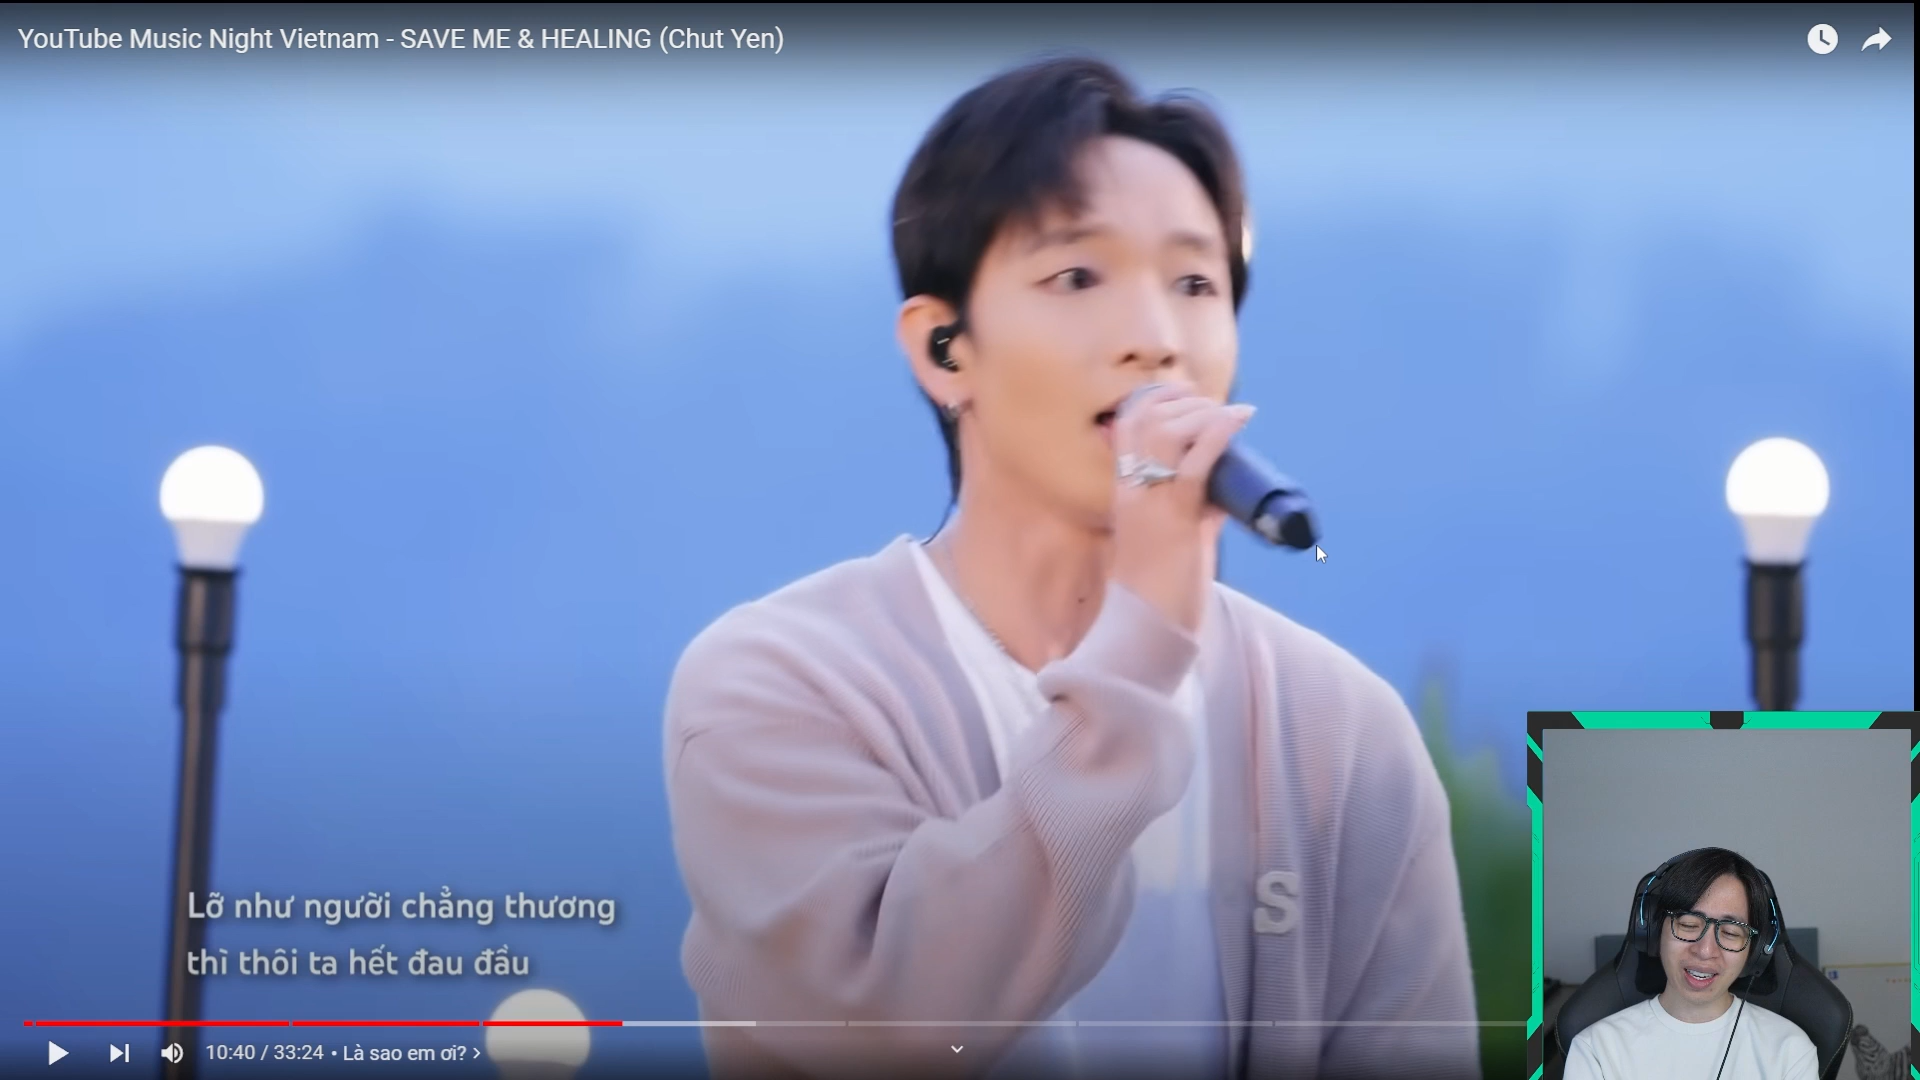 YouTube Music Night Vietnam - SAVE ME & HEALING (Chut Yen)
S
Lỡ như người chẳng thương
thì thôi ta hết đau đầu
10:40 / 33:24 • Là sao em ơi? >